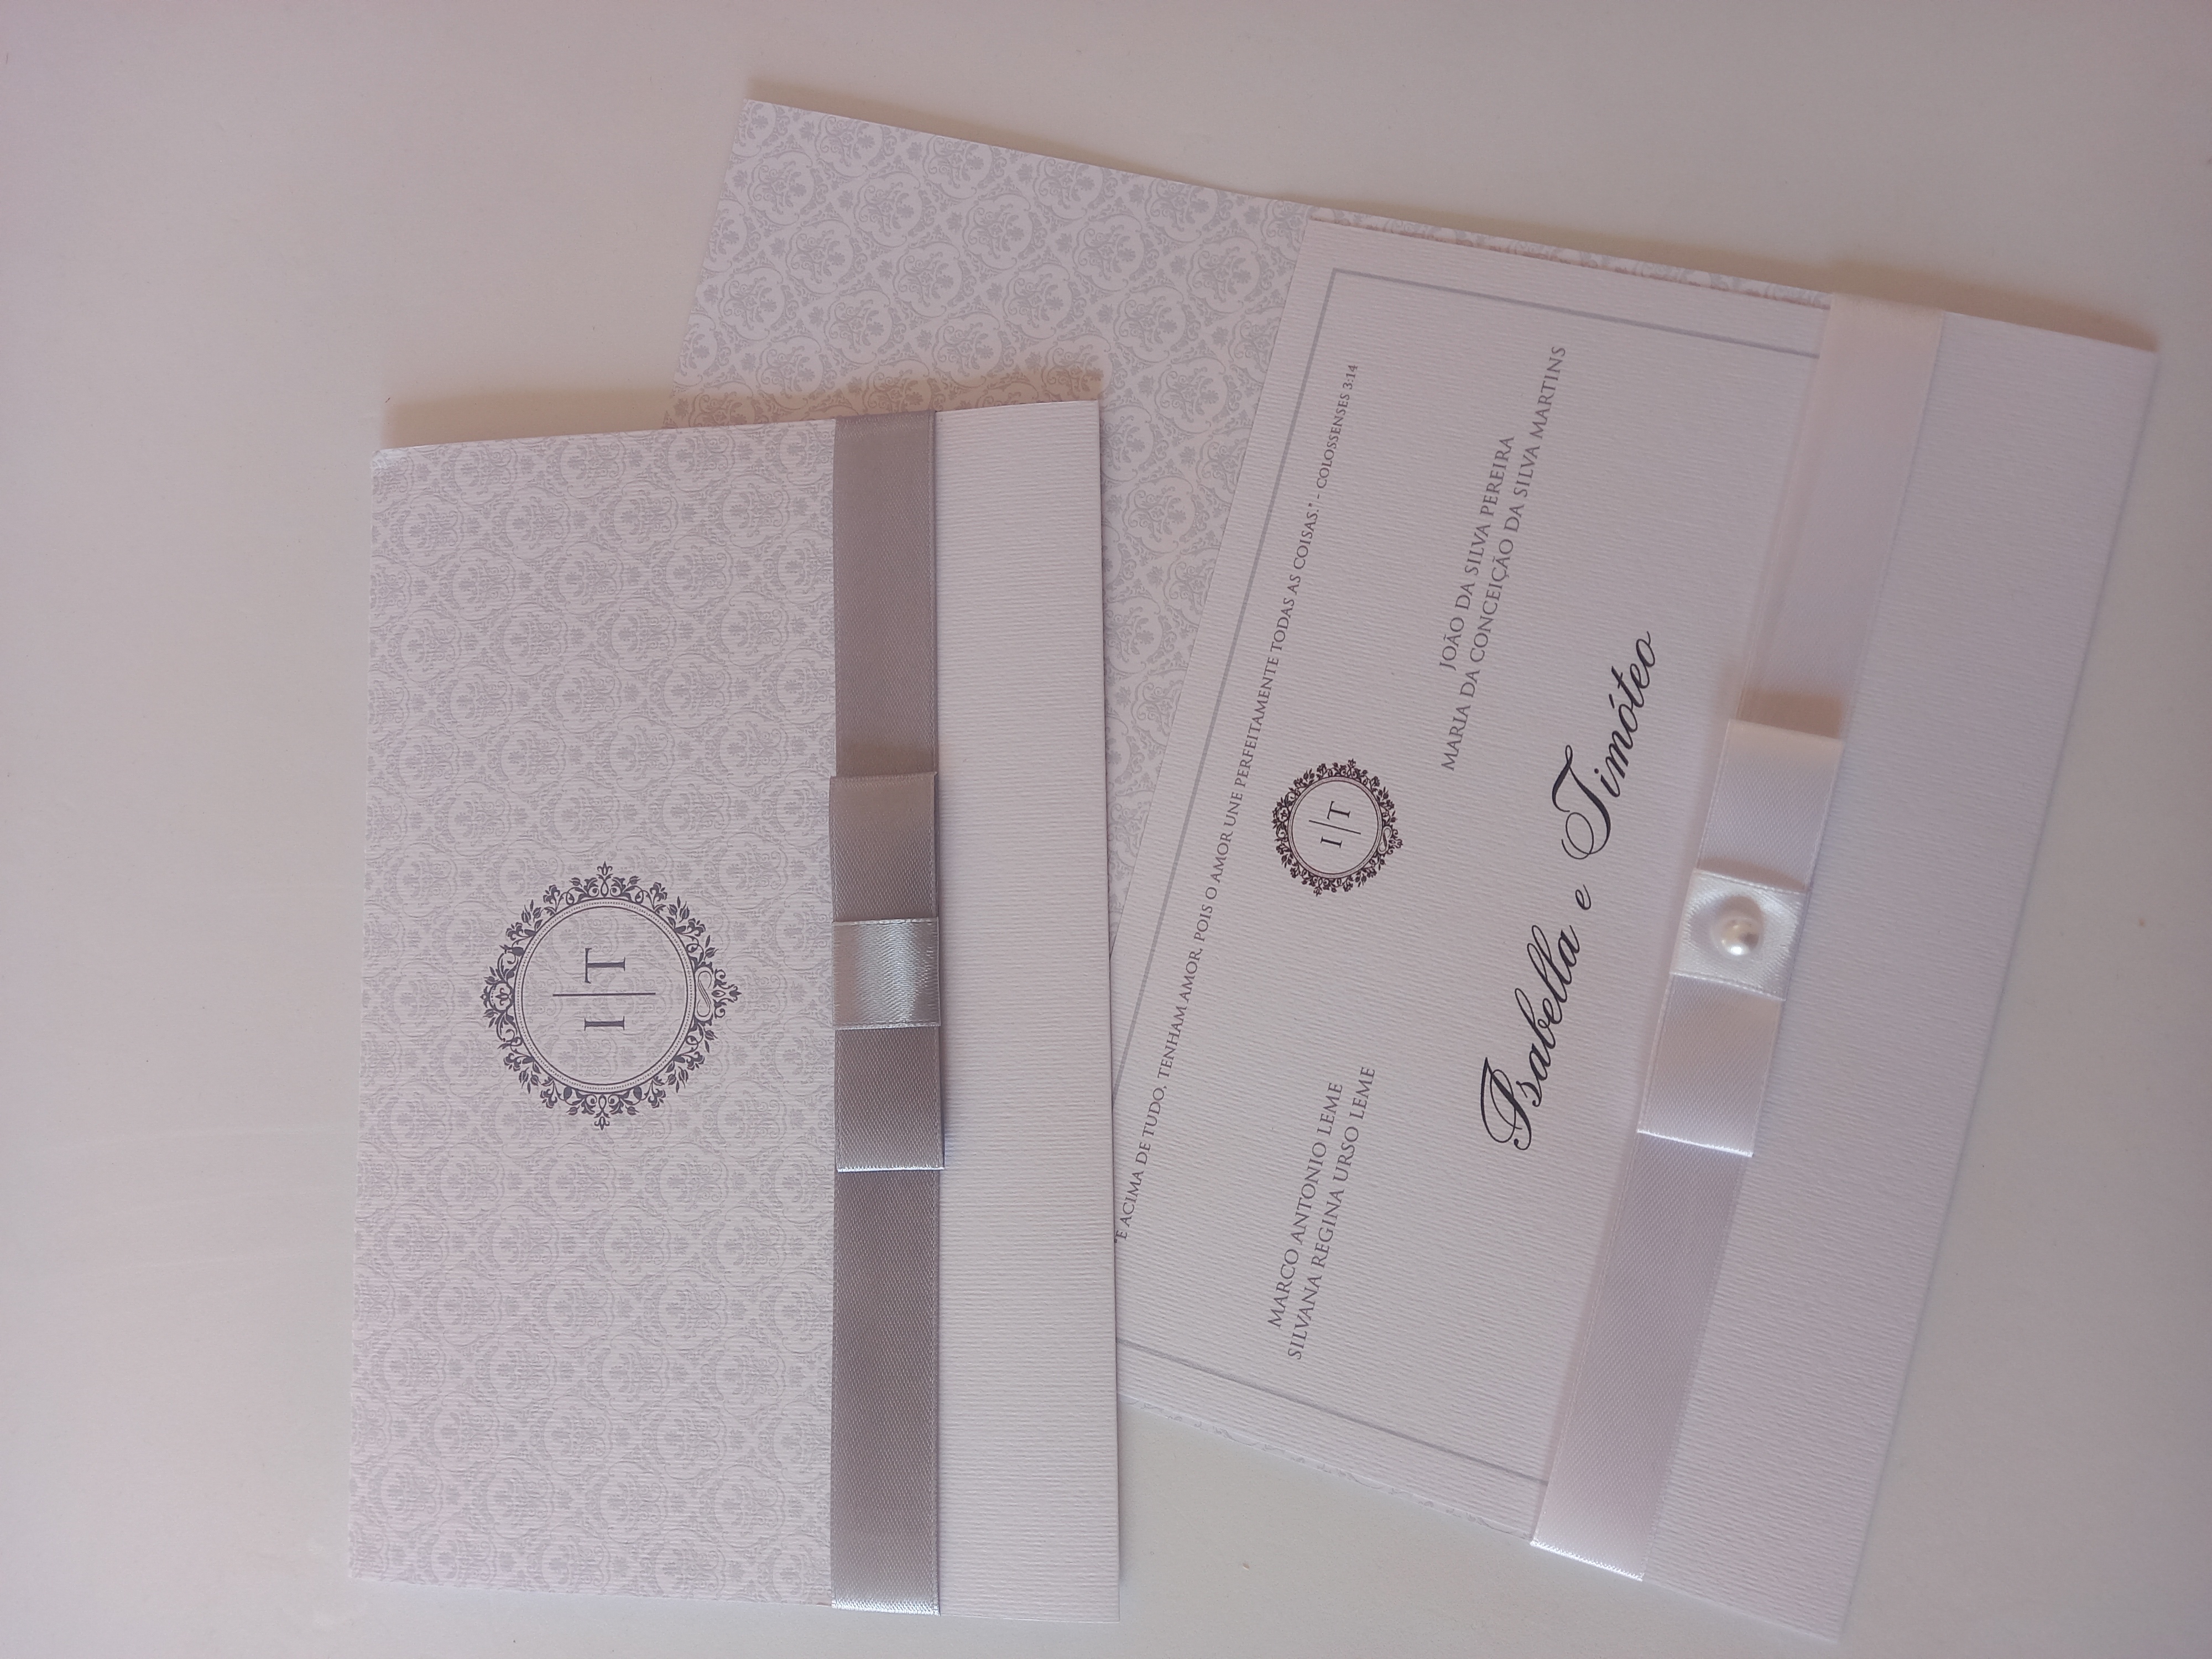 I T
"E ACIMA DE TUDO, TENHAM AMOR, POIS O AMOR UNE PERFEITAMENTE TODAS AS COISAS." - COLOSSENSES 3:14
I T
MARCO ANTONIO LEME
SILVANA REGINA URSO LEME
JOÃO DA SILVA PEREIRA
MARIA DA CONCEIÇÃO DA SILVA MARTINS
Isabella e Timóteo